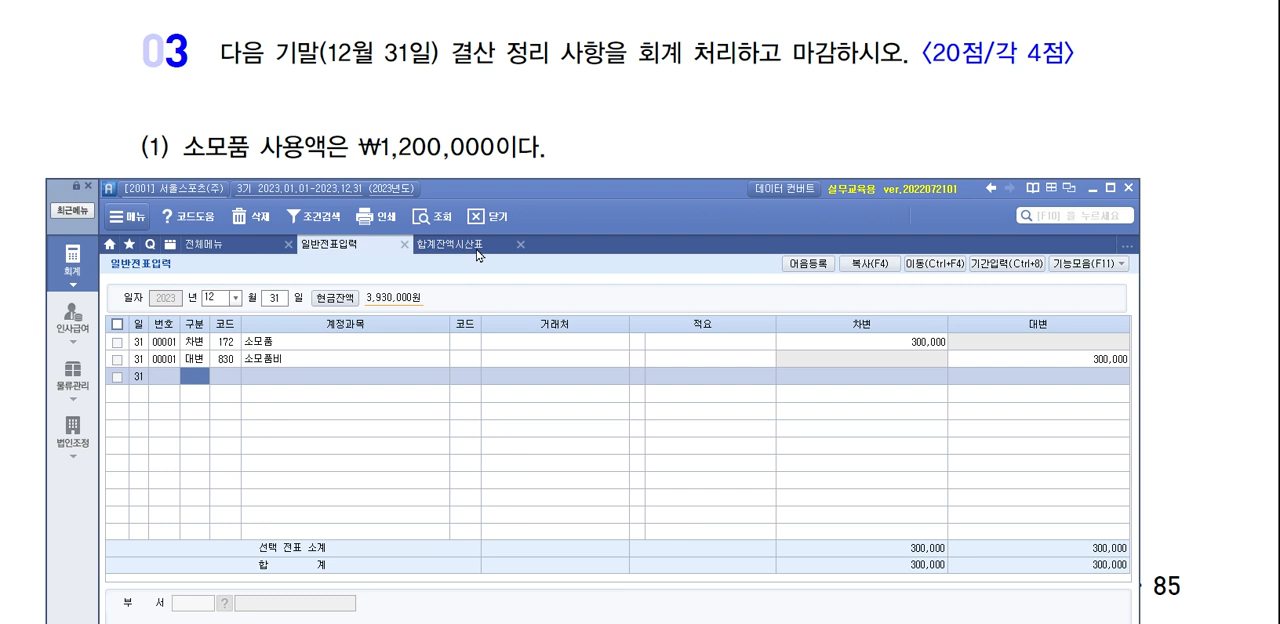 03 다음 기말(12월 31일) 결산 정리 사항을 회계 처리하고 마감하시오. <20점/각 4점>
(1) 소모품 사용액은 ₩1,200,000이다.
[2001] 서울스포츠(주) 3기 2023.01.01-2023.12.31 (2023년도) 데이터 컨버트 실무교육용 ver.2022072101
최근메뉴 메뉴 ? 코드도움 삭제 조건검색 인쇄 조회 닫기 [F10] 을 누르세요
전체메뉴 일반전표입력 합계잔액시산표
회계 일반전표입력 어음등록 복사(F4) 이동(Ctrl+F4) 기간입력(Ctrl+8) 기능모음(F11)
일자 2023 년 12 월 31 일 현금잔액 3,930,000원
인사급여 일 번호 구분 코드 계정과목 코드 거래처 적요 차변 대변
31 00001 차변 172 소모품 300,000
31 00001 대변 830 소모품비 300,000
31
물류관리
법인조정
선택 전표 소계 300,000 300,000
합 계 300,000 300,000
85
부 서 ?